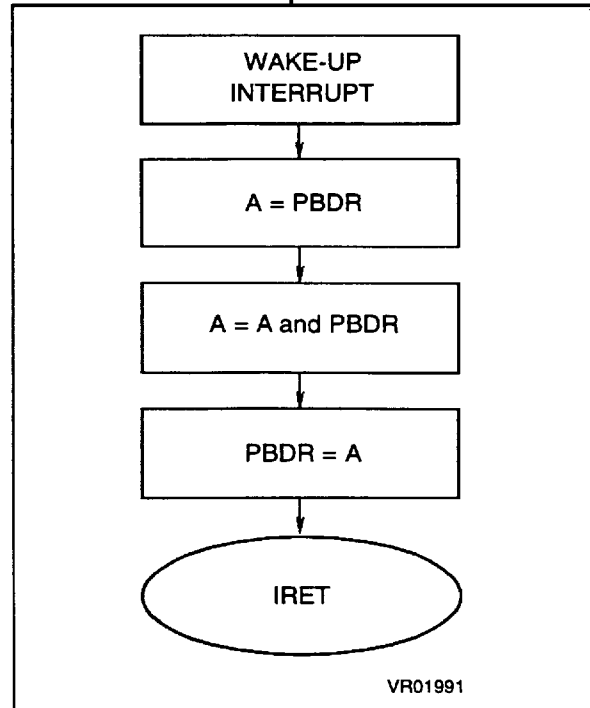 WAKE-UP
INTERRUPT
A = PBDR
A = A and PBDR
PBDR = A
IRET
VR01991